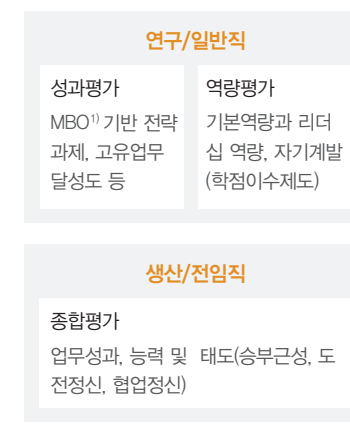 연구/일반직
성과평가
MBO1) 기반 전략
과제, 고유업무
달성도 등
역량평가
기본역량과 리더
십 역량, 자기계발
(학점이수제도)
생산/전임직
종합평가
업무성과, 능력 및 태도(승부근성, 도
전정신, 협업정신)